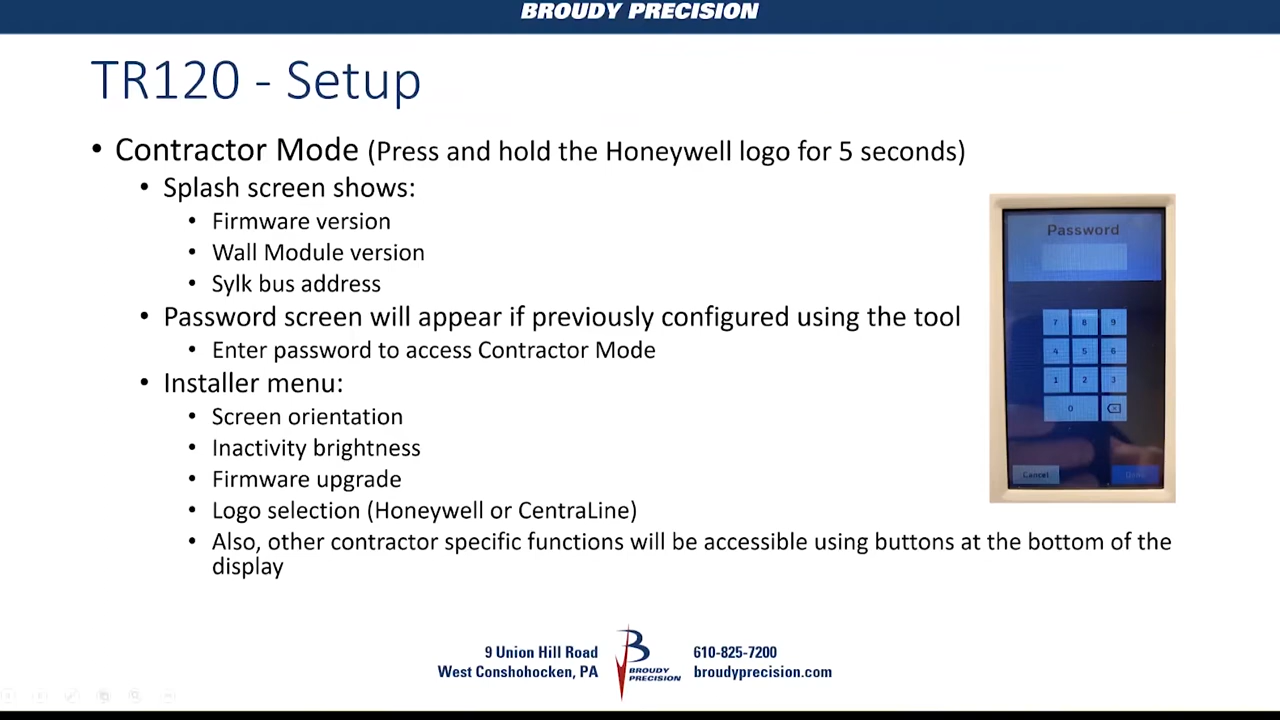 BROUDY PRECISION
TR120 - Setup
• Contractor Mode (Press and hold the Honeywell logo for 5 seconds)
• Splash screen shows:
• Firmware version
• Wall Module version
• Sylk bus address
• Password screen will appear if previously configured using the tool
• Enter password to access Contractor Mode
• Installer menu:
• Screen orientation
• Inactivity brightness
• Firmware upgrade
• Logo selection (Honeywell or CentraLine)
• Also, other contractor specific functions will be accessible using buttons at the bottom of the
display
Password
7 8 9
4 5 6
1 2 3
0
Cancel
9 Union Hill Road
West Conshohocken, PA
B
BROUDY
PRECISION
610-825-7200
broudyprecision.com